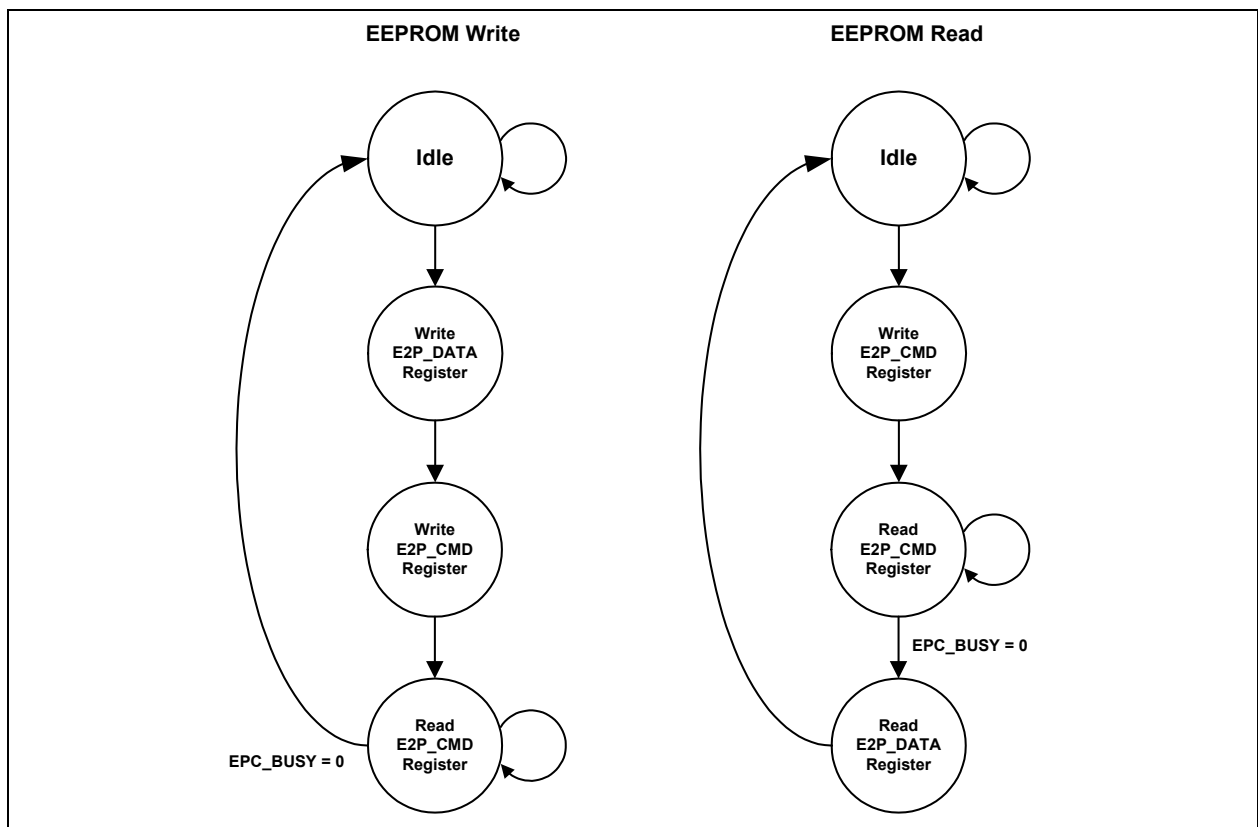 EEPROM Write
Idle
Write
E2P_DATA
Register
Write
E2P_CMD
Register
Read
E2P_CMD
Register
EPC_BUSY = 0
EEPROM Read
Idle
Write
E2P_CMD
Register
Read
E2P_CMD
Register
EPC_BUSY = 0
Read
E2P_DATA
Register